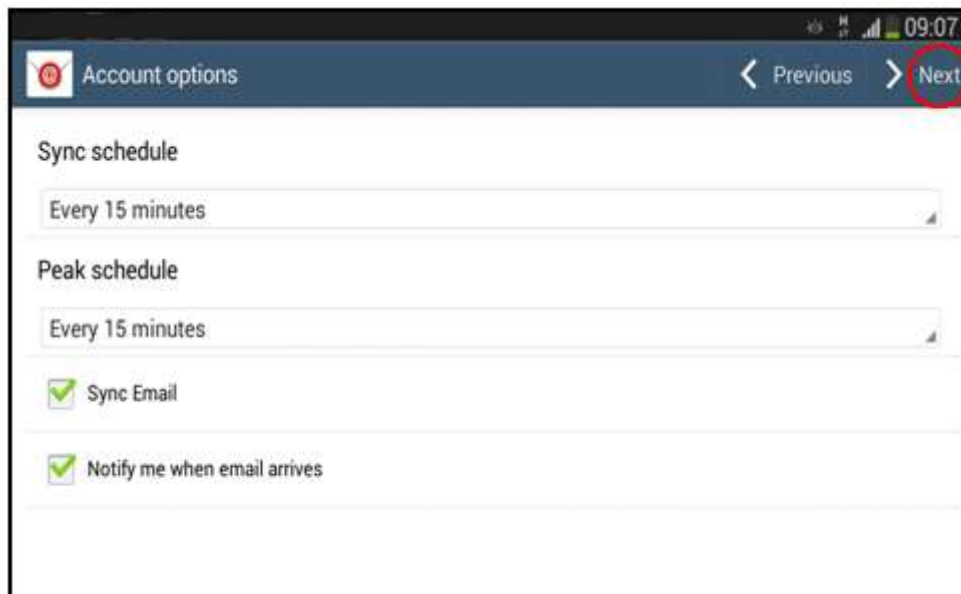 09:07
Account options Previous Next
Sync schedule
Every 15 minutes
Peak schedule
Every 15 minutes
Sync Email
Notify me when email arrives